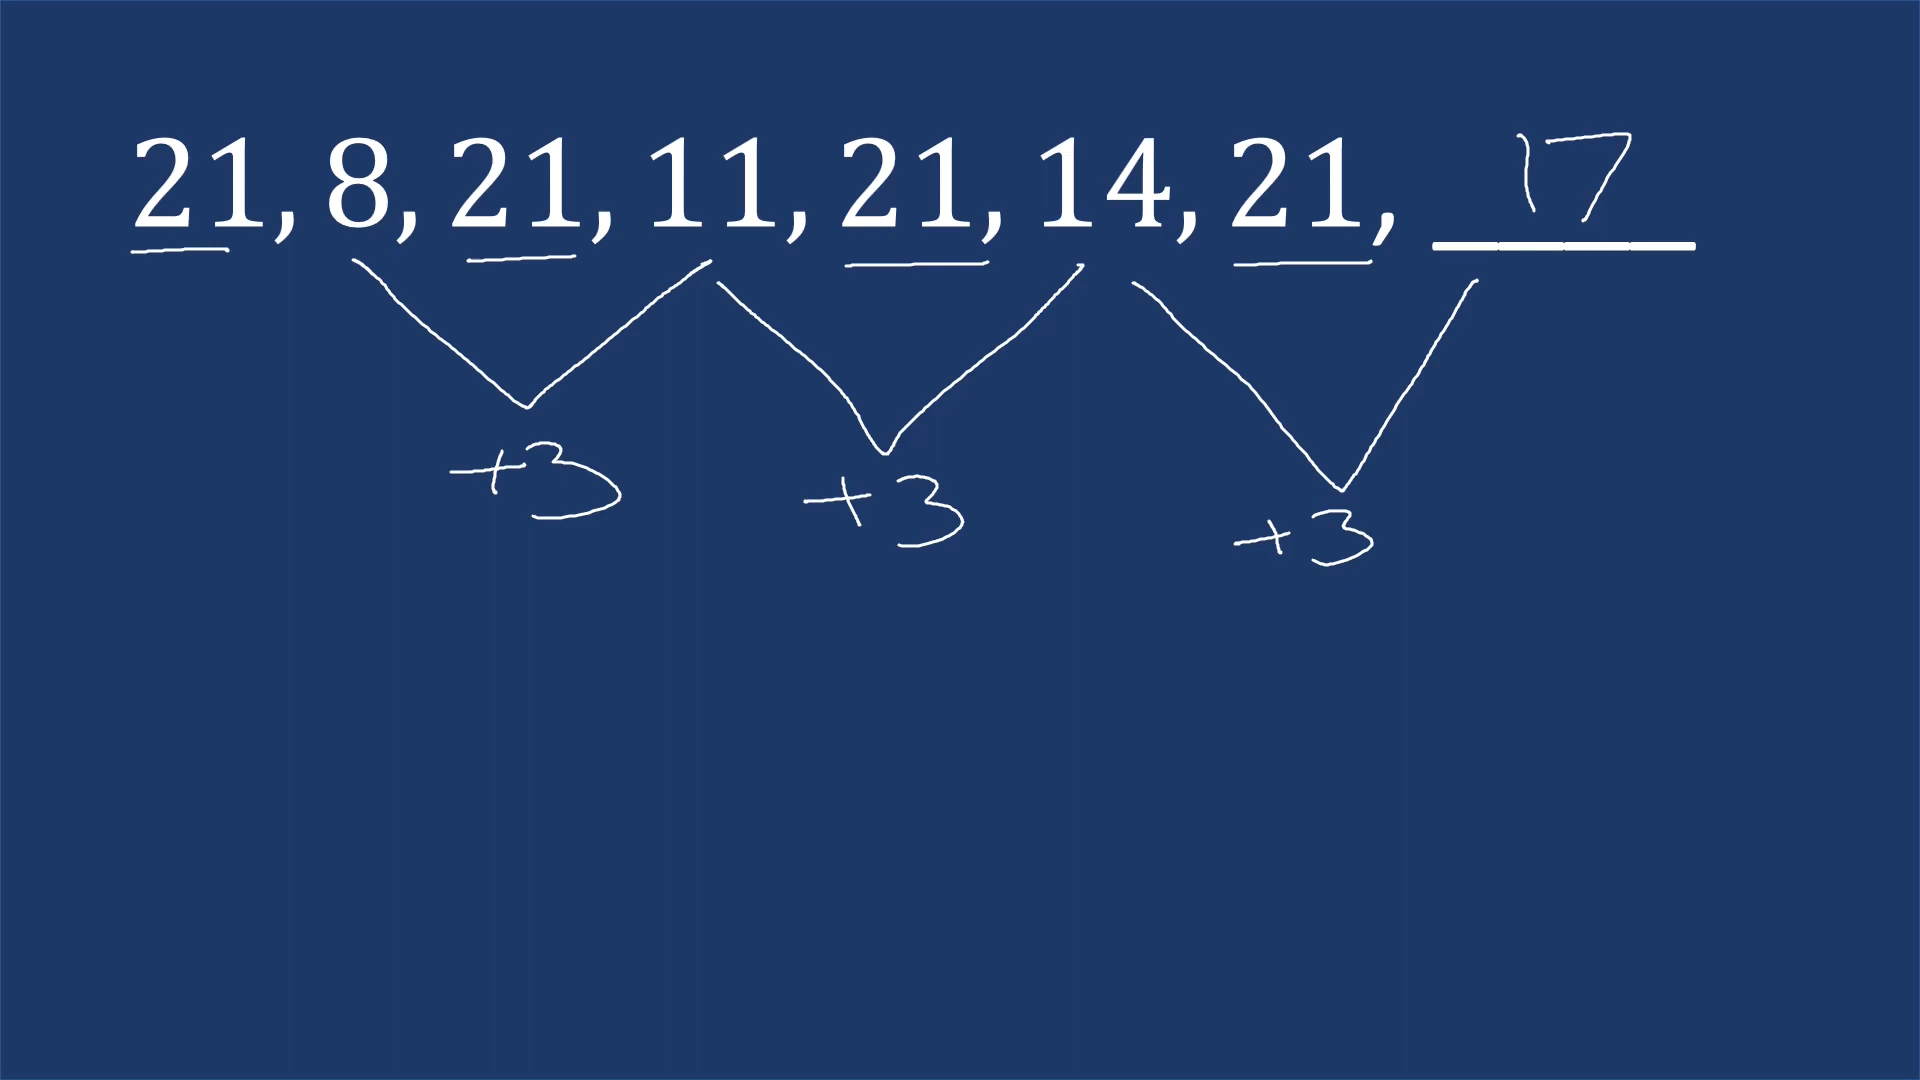 21, 8, 21, 11, 21, 14, 21, 17
+3 +3 +3